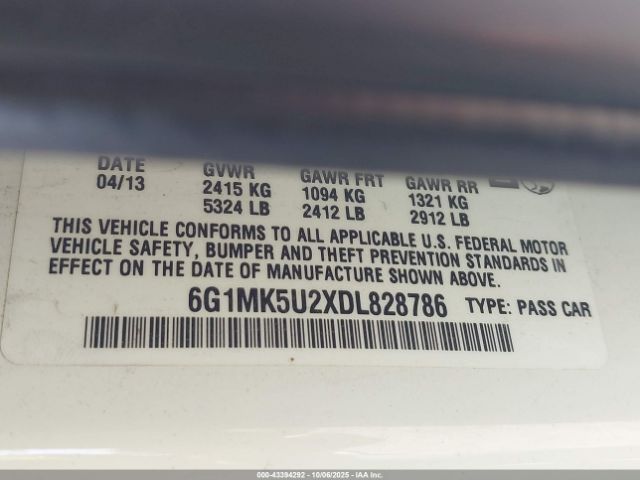 DATE GVWR GAWR FRT GAWR RR
04/13 2415 KG 1094 KG 1321 KG
5324 LB 2412 LB 2912 LB
THIS VEHICLE CONFORMS TO ALL APPLICABLE U.S. FEDERAL MOTOR
VEHICLE SAFETY, BUMPER AND THEFT PREVENTION STANDARDS IN
EFFECT ON THE DATE OF MANUFACTURE SHOWN ABOVE.
6G1MK5U2XDL828786 TYPE: PASS CAR
000-43394292 - 10/06/2025 - IAA Inc.